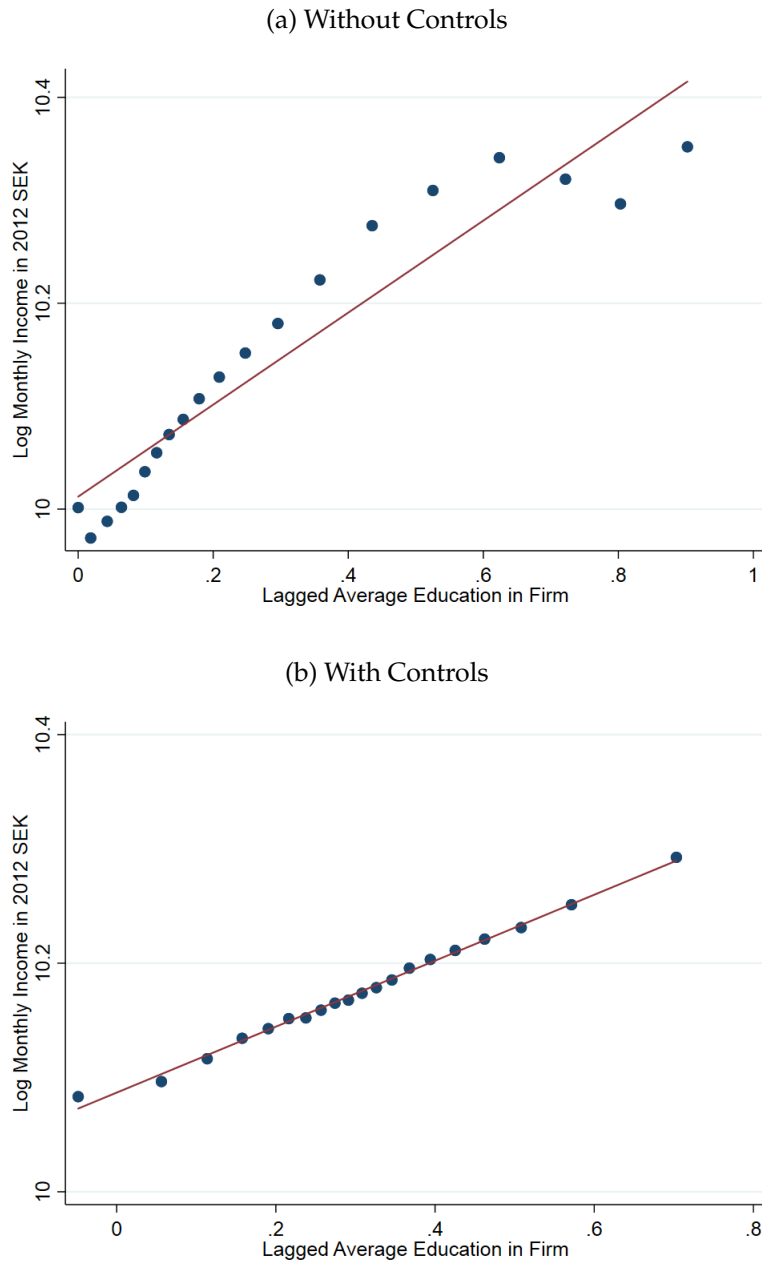 (a) Without Controls
10.4
10.2
10
Log Monthly Income in 2012 SEK
0 .2 .4 .6 .8 1
Lagged Average Education in Firm
(b) With Controls
10.4
10.2
10
Log Monthly Income in 2012 SEK
0 .2 .4 .6 .8
Lagged Average Education in Firm